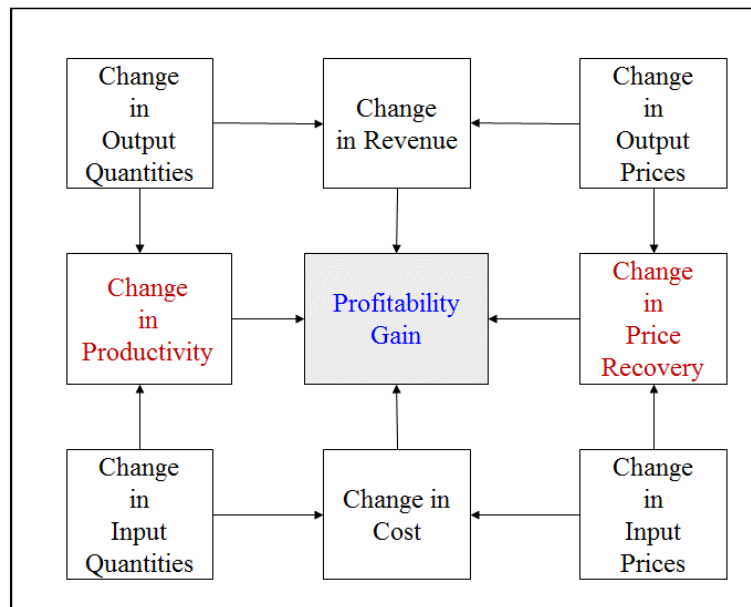 Change
in
Output
Quantities
Change
in Revenue
Change
in
Output
Prices
Change
in
Productivity
Profitability
Gain
Change
in
Price
Recovery
Change
in
Input
Quantities
Change in
Cost
Change
in
Input
Prices